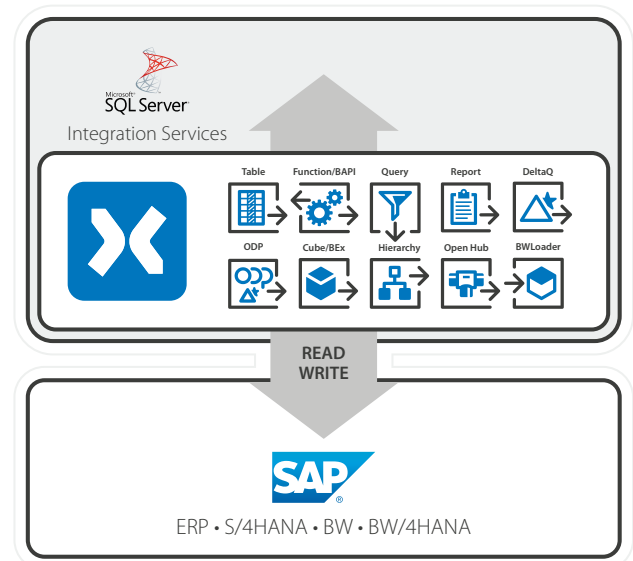 Microsoft®
SQL Server®
Integration Services
Table Function/BAPI Query Report DeltaQ
ODP Cube/BEx Hierarchy Open Hub BWLoader
ODP
READ
WRITE
SAP®
ERP • S/4HANA • BW • BW/4HANA